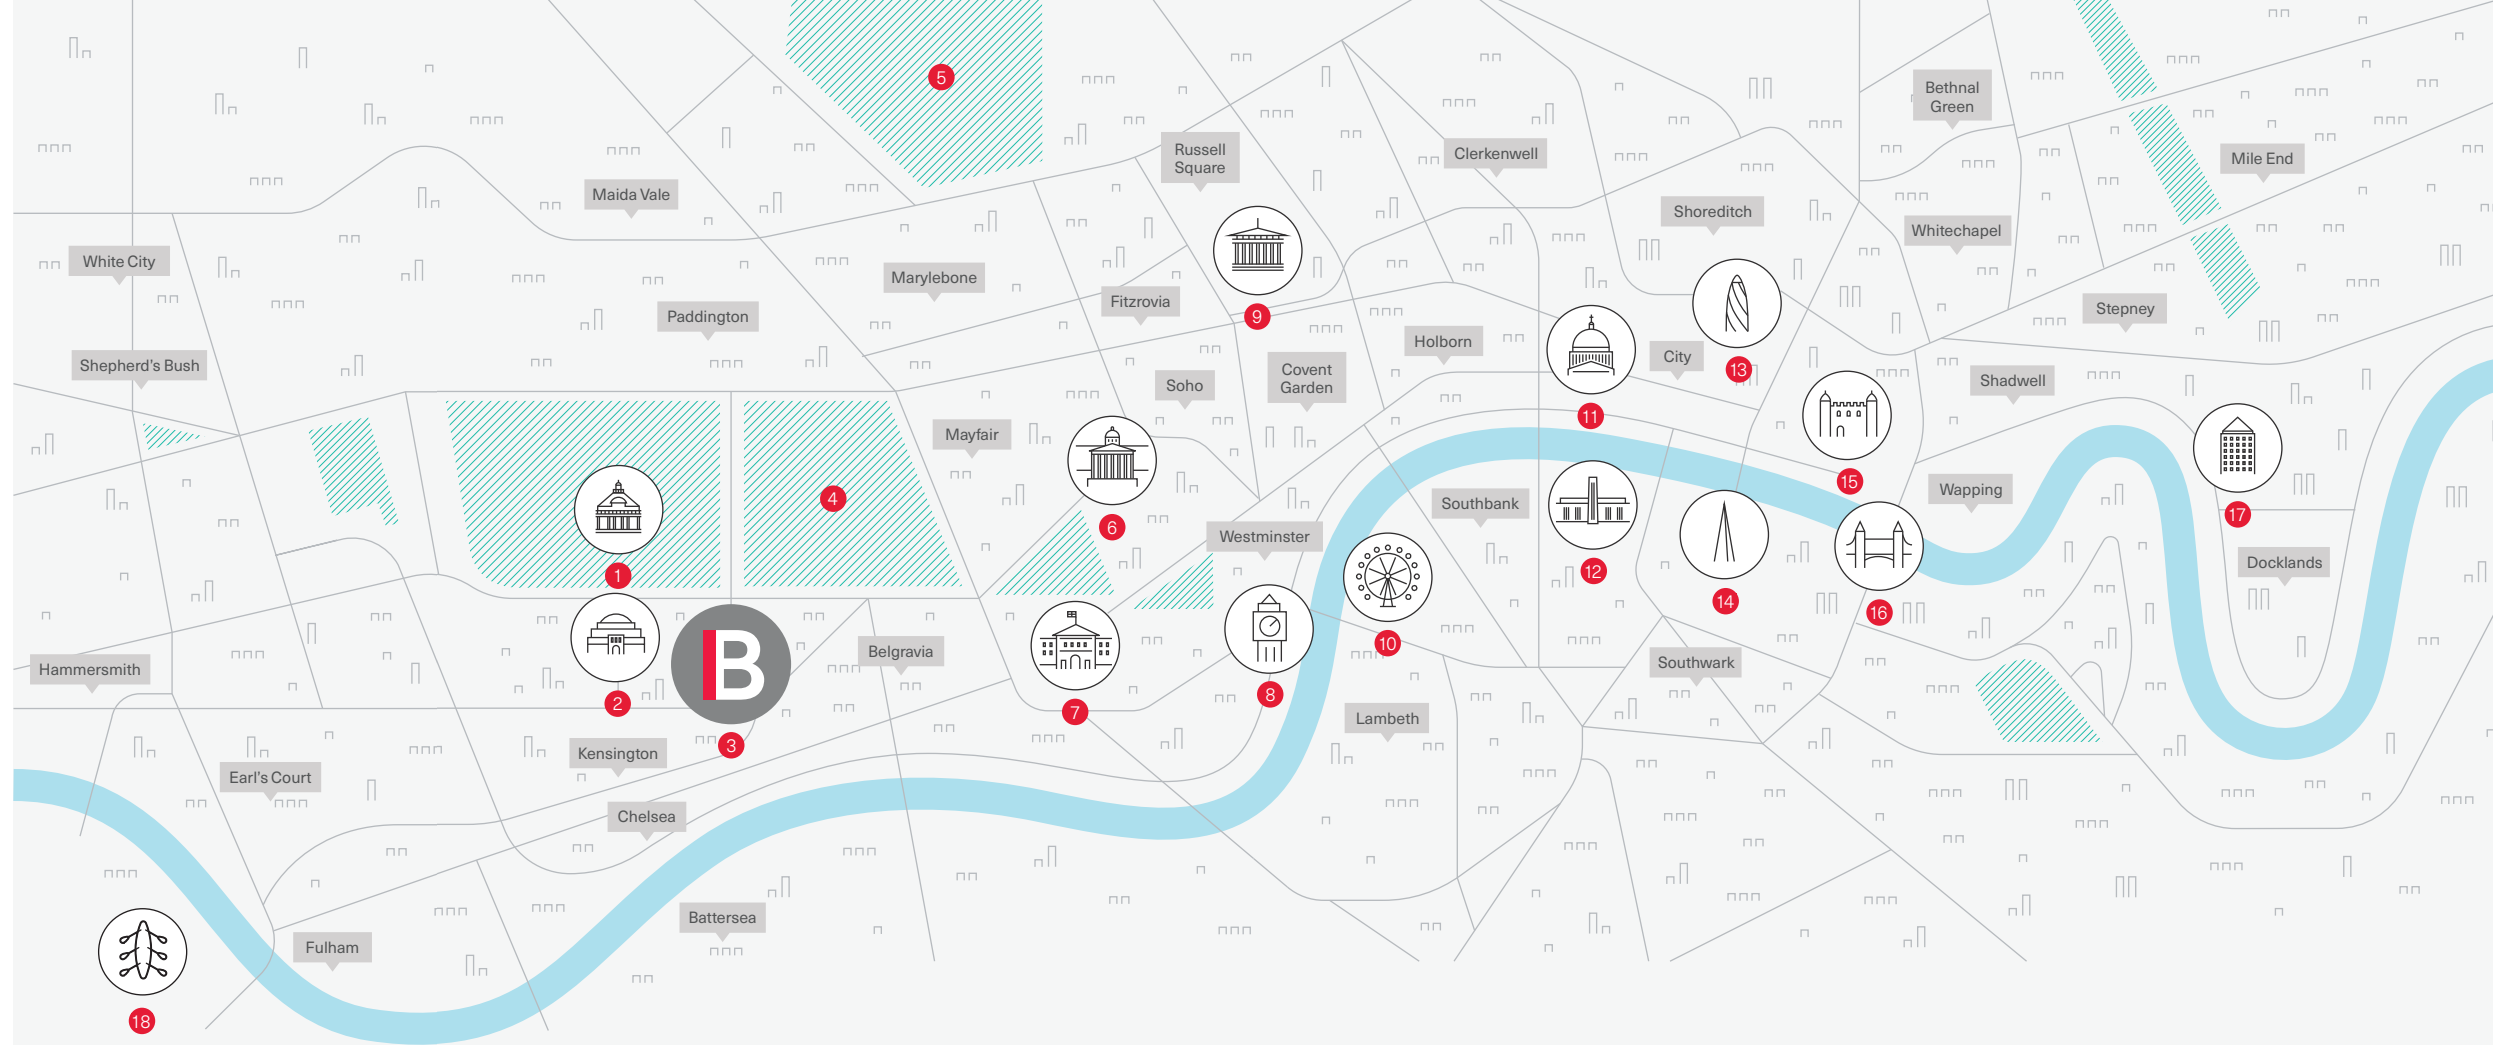 5
Bethnal
Green
Russell
Square
Clerkenwell
Mile End
Maida Vale
Shoreditch
Whitechapel
White City
Marylebone
Fitzrovia
Paddington
9
Stepney
Holborn
City
13
Shepherd's Bush
Covent
Garden
Soho
Shadwell
11
Mayfair
4
15
Wapping
Southbank
6
17
Westminster
1
12
Docklands
14
16
2
B
Belgravia
10
Hammersmith
Southwark
8
7
Lambeth
3
Kensington
Earl's Court
Chelsea
Battersea
Fulham
18